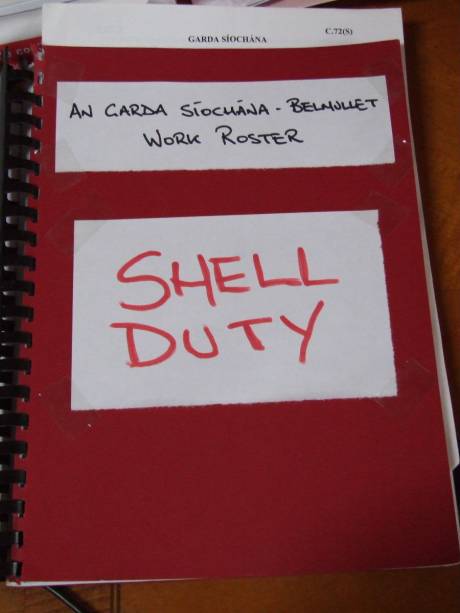 GARDA SÍOCHÁNA C.72(S)
AN GARDA SÍOCHÁNA - BELMULLET
WORK ROSTER
SHELL
DUTY